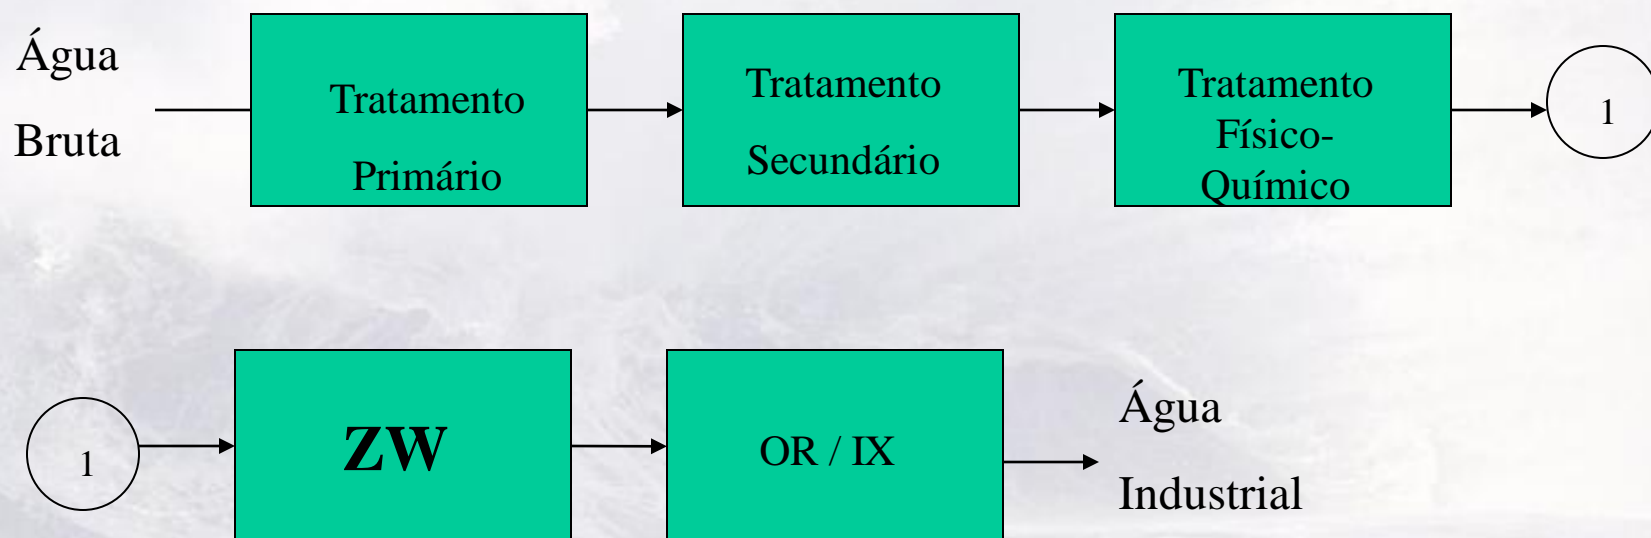 Água
Bruta
Tratamento
Primário
Tratamento
Secundário
Tratamento
Físico-
Químico
1
1
ZW
OR / IX
Água
Industrial